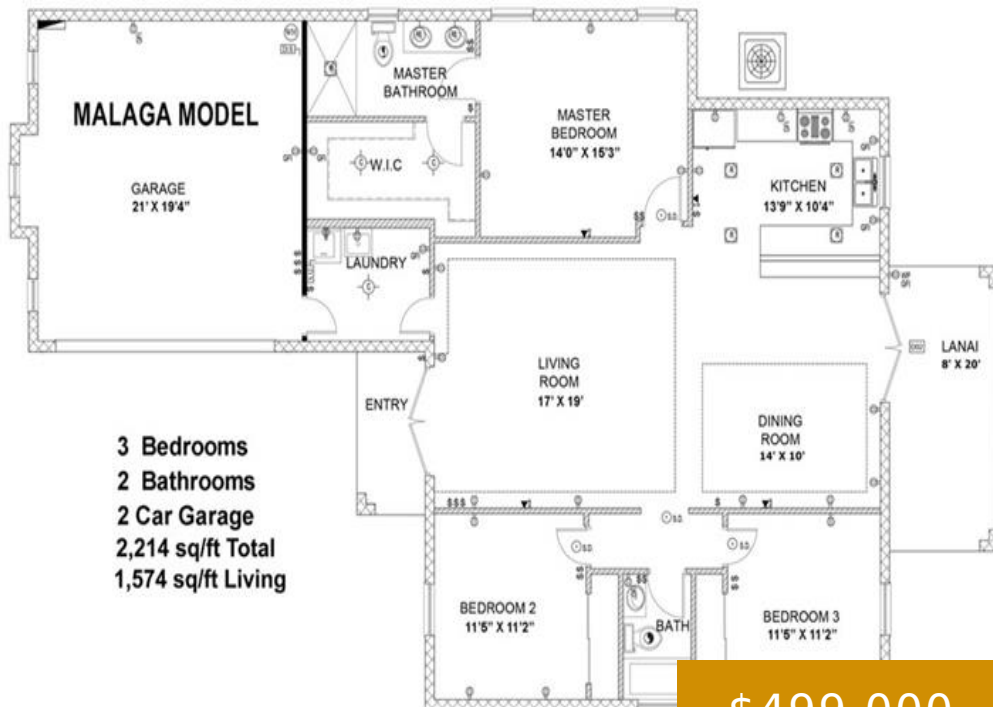 MALAGA MODEL
GARAGE
21' X 19'4"
MASTER
BATHROOM
W.I.C
LAUNDRY
MASTER
BEDROOM
14'0" X 15'3"
KITCHEN
13'9" X 10'4"
LANAI
8' X 20'
LIVING
ROOM
17' X 19'
ENTRY
DINING
ROOM
14' X 10'
3 Bedrooms
2 Bathrooms
2 Car Garage
2,214 sq/ft Total
1,574 sq/ft Living
BEDROOM 2
11'5" X 11'2"
BATH
BEDROOM 3
11'5" X 11'2"
S.D.
S.D.
S.D.
S.D.
$499,000